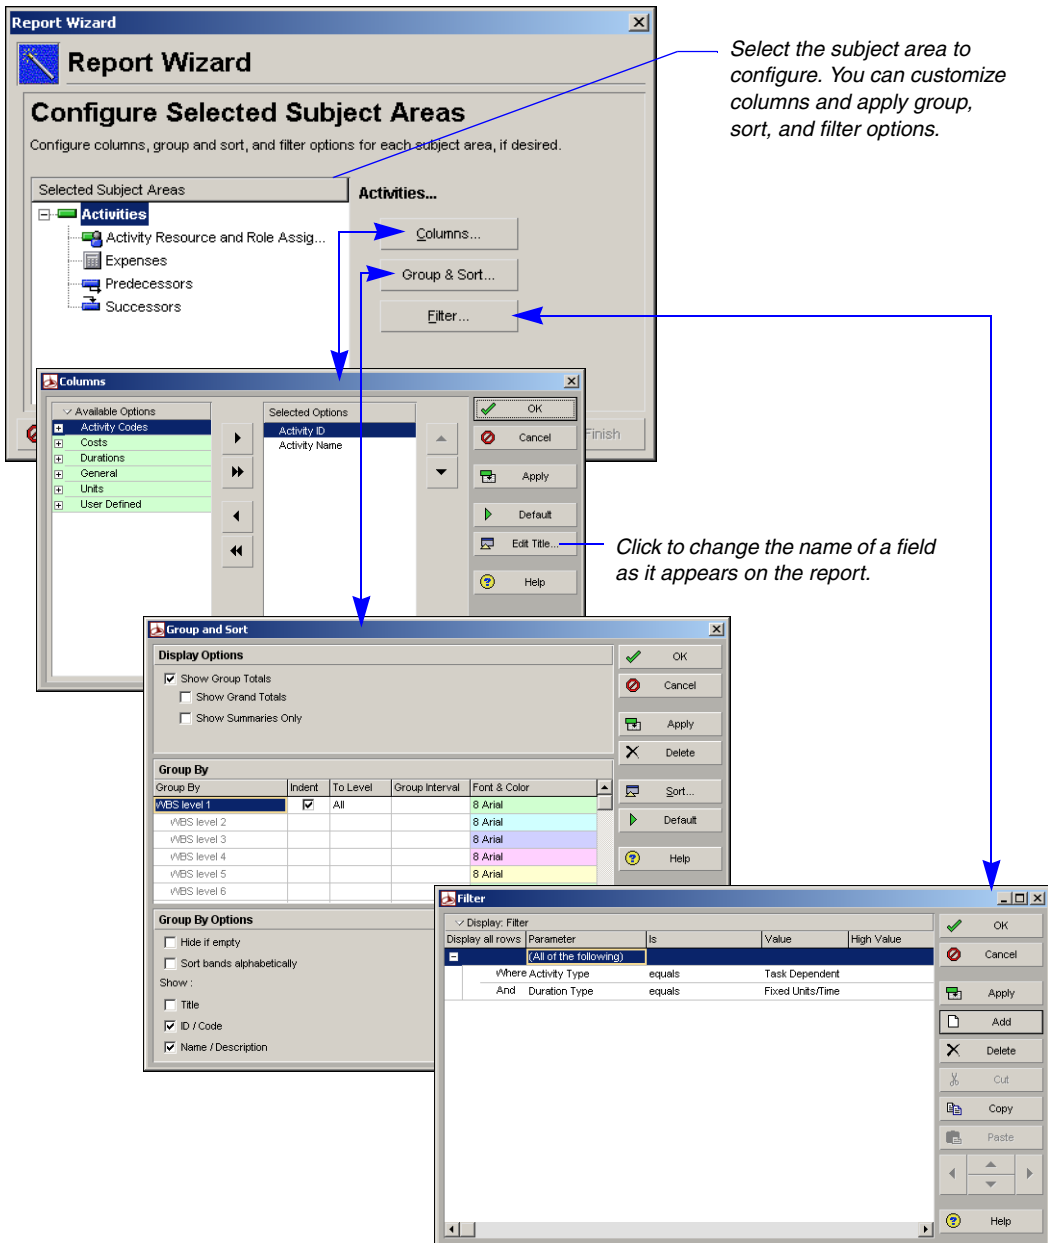 Report Wizard
Report Wizard
Select the subject area to
configure. You can customize
columns and apply group,
sort, and filter options.
Configure Selected Subject Areas
Configure columns, group and sort, and filter options for each subject area, if desired.
Selected Subject Areas
Activities...
Activities
Activity Resource and Role Assig...
Expenses
Predecessors
Successors
Columns...
Group & Sort...
Filter...
Finish
Columns
Available Options
Activity Codes
Costs
Durations
General
Units
User Defined
Selected Options
Activity ID
Activity Name
OK
Cancel
Apply
Default
Edit Title...
Help
Click to change the name of a field
as it appears on the report.
Group and Sort
Display Options
Show Group Totals
Show Grand Totals
Show Summaries Only
OK
Cancel
Apply
Delete
Sort...
Default
Help
Group By
Group By Indent To Level Group Interval Font & Color
WBS level 1 All 8 Arial
WBS level 2 8 Arial
WBS level 3 8 Arial
WBS level 4 8 Arial
WBS level 5 8 Arial
WBS level 6
Group By Options
Hide if empty
Sort bands alphabetically
Show :
Title
ID / Code
Name / Description
Filter
Display: Filter
Display all rows Parameter Is Value High Value
(All of the following)
Where Activity Type equals Task Dependent
And Duration Type equals Fixed Units/Time
OK
Cancel
Apply
Add
Delete
Cut
Copy
Paste
Help